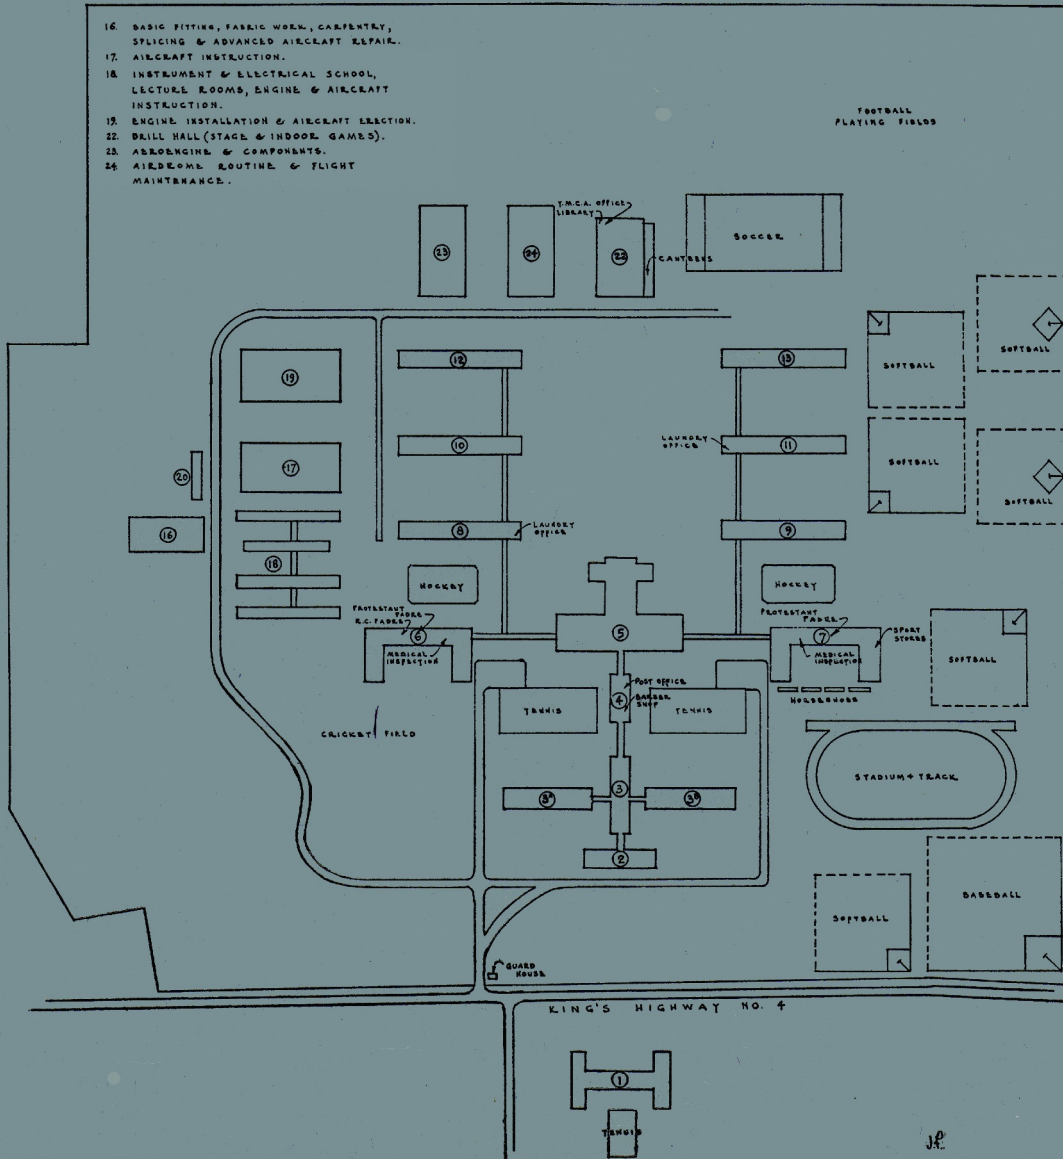 16. BASIC FITTING, FABRIC WORK, CARPENTRY,
SPLICING & ADVANCED AIRCRAFT REPAIR.
17. AIRCRAFT INSTRUCTION.
18. INSTRUMENT & ELECTRICAL SCHOOL,
LECTURE ROOMS, ENGINE & AIRCRAFT
INSTRUCTION.
19. ENGINE INSTALLATION & AIRCRAFT ERECTION.
22. DRILL HALL (STAGE & INDOOR GAMES).
23. AEROENGINE & COMPONENTS.
24. AIRDROME ROUTINE & FLIGHT
MAINTENANCE.
FOOTBALL
PLAYING FIELDS
Y.M.C.A. OFFICE
LIBRARY
23
24
22
CANTEENS
SOCCER
SOFTBALL
SOFTBALL
19
12
13
17
10
LAUNDRY
OFFICE
11
SOFTBALL
SOFTBALL
20
16
18
8
LAUNDRY
OFFICE
9
HOCKEY
HOCKEY
PROTESTANT
PADRE
R.C. PADRE
6
MEDICAL
INSPECTION
5
PROTESTANT
PADRE
7
MEDICAL
INSPECTION
SPORT
STORES
SOFTBALL
POST OFFICE
4
BARBER
SHOP
TENNIS
TENNIS
HORSESHOES
CRICKET FIELD
STADIUM & TRACK
3
3A
3B
2
SOFTBALL
BASEBALL
GUARD
HOUSE
KING'S HIGHWAY NO. 4
1
TENNIS